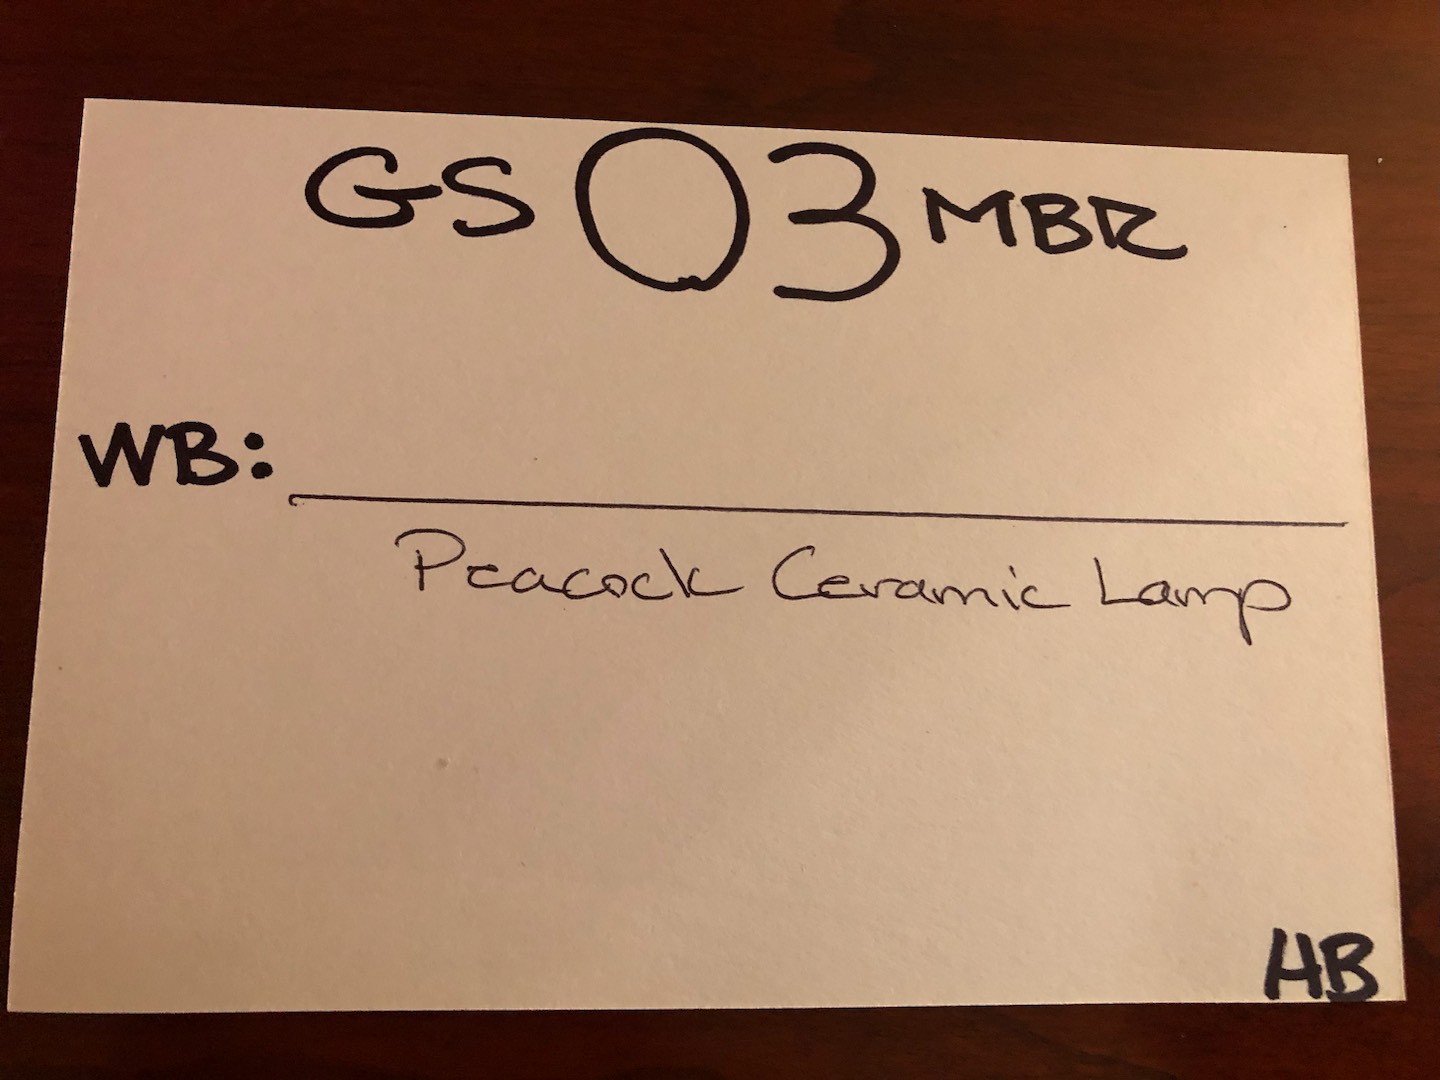 GS 03 MBR
WB:
Peacock Ceramic Lamp
HB